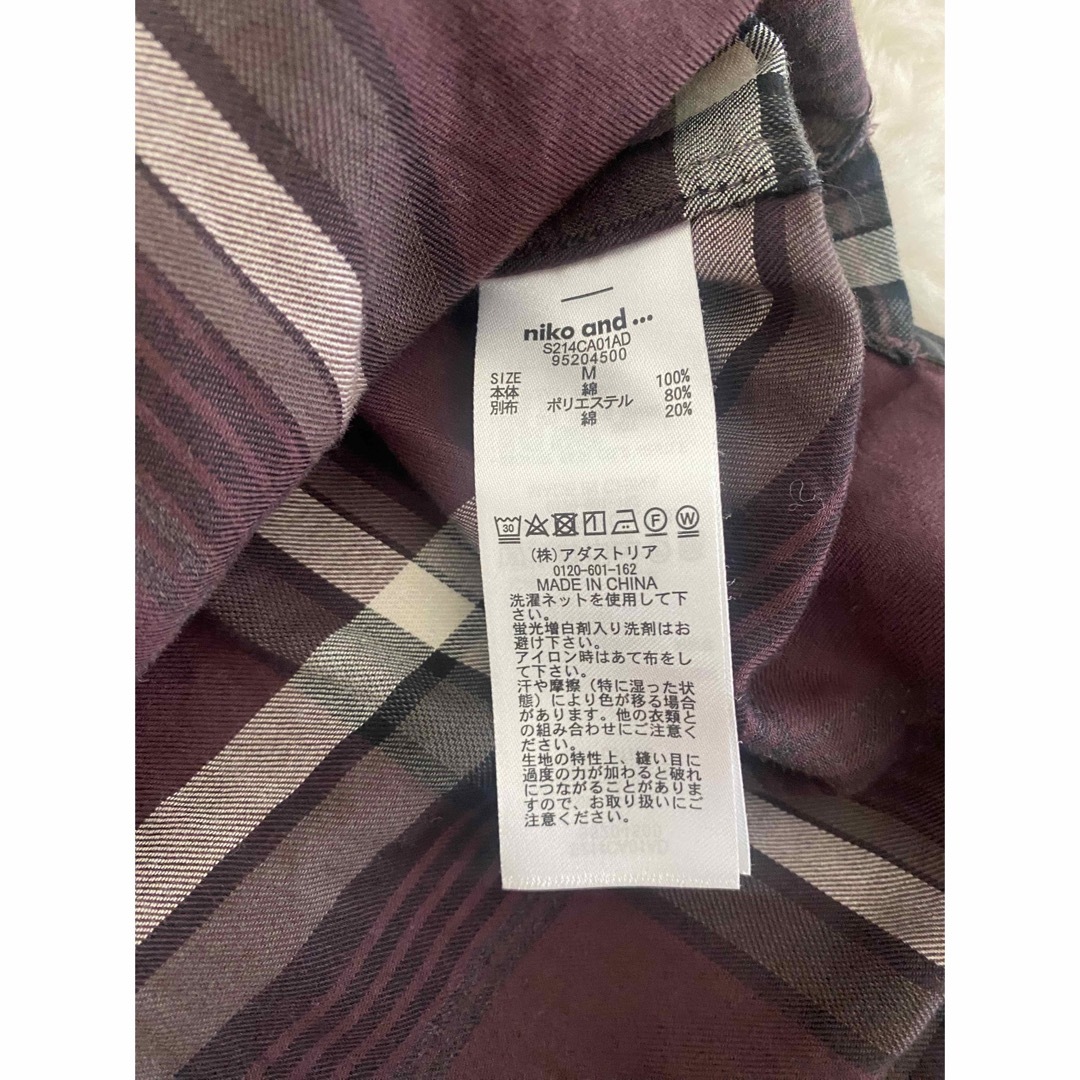 niko and ...
S214CA01AD
95204500
SIZE M
本体 綿 100%
別布 ポリエステル 80%
綿 20%
30 F W
(株)アダストリア
0120-601-162
MADE IN CHINA
洗濯ネットを使用して下
さい。
蛍光増白剤入り洗剤はお
避け下さい。
アイロン時はあて布をし
て下さい。
汗や摩擦(特に湿った状
態)により色が移る場合
があります。他の衣類と
の組み合わせにご注意く
ださい。
生地の特性上、縫い目に
過度の力が加わると破れ
につながることがありま
すので、お取り扱いにご
注意ください。